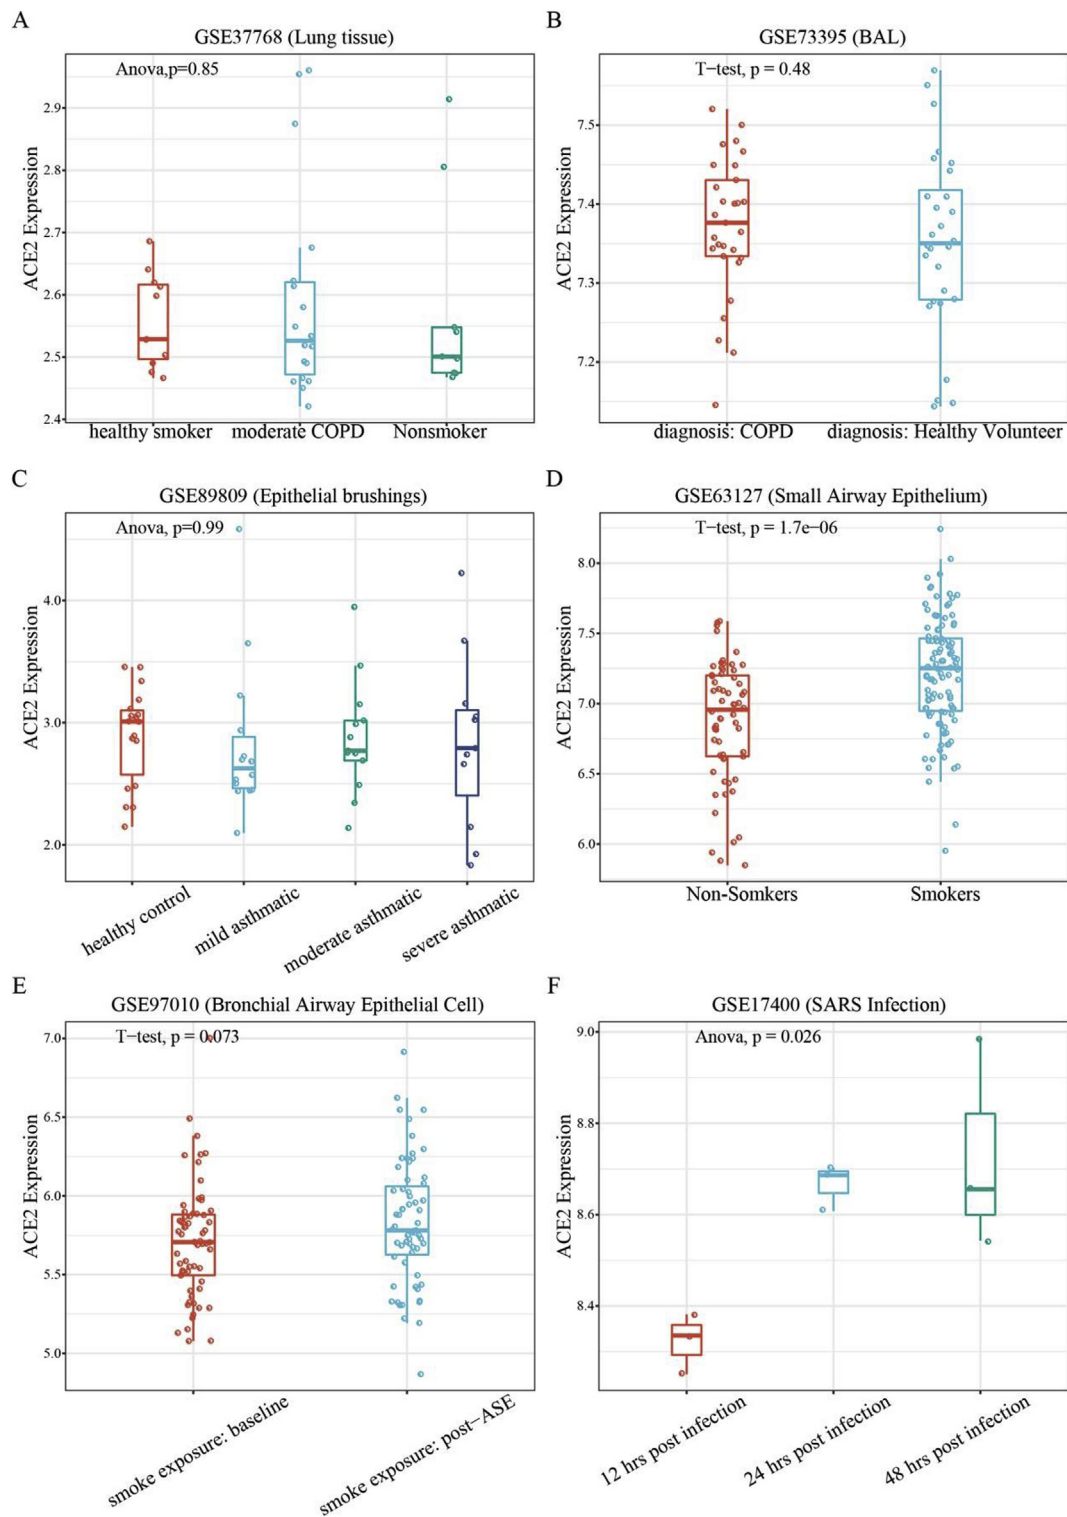 A
GSE37768 (Lung tissue)
Anova,p=0.85
ACE2 Expression
2.9
2.8
2.7
2.6
2.5
2.4
healthy smoker
moderate COPD
Nonsmoker
B
GSE73395 (BAL)
T-test, p = 0.48
ACE2 Expression
7.5
7.4
7.3
7.2
diagnosis: COPD
diagnosis: Healthy Volunteer
C
GSE89809 (Epithelial brushings)
Anova, p=0.99
ACE2 Expression
4.0
3.0
2.0
healthy control
mild asthmatic
moderate asthmatic
severe asthmatic
D
GSE63127 (Small Airway Epithelium)
T-test, p = 1.7e-06
ACE2 Expression
8.0
7.5
7.0
6.5
6.0
Non-Somkers
Smokers
E
GSE97010 (Bronchial Airway Epithelial Cell)
T-test, p = 0.073
ACE2 Expression
7.0
6.5
6.0
5.5
5.0
smoke exposure: baseline
smoke exposure: post-ASE
F
GSE17400 (SARS Infection)
Anova, p = 0.026
ACE2 Expression
9.0
8.8
8.6
8.4
12 hrs post infection
24 hrs post infection
48 hrs post infection